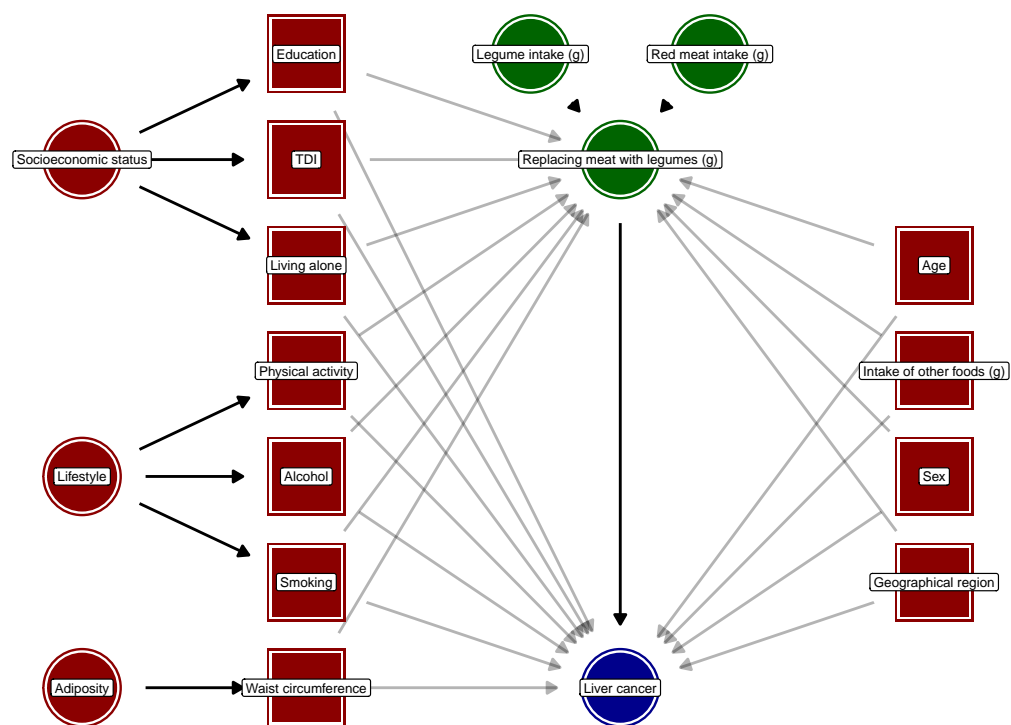 Education
Legume intake (g)
Red meat intake (g)
Socioeconomic status
TDI
Replacing meat with legumes (g)
Living alone
Age
Physical activity
Intake of other foods (g)
Lifestyle
Alcohol
Sex
Smoking
Geographical region
Adiposity
Waist circumference
Liver cancer